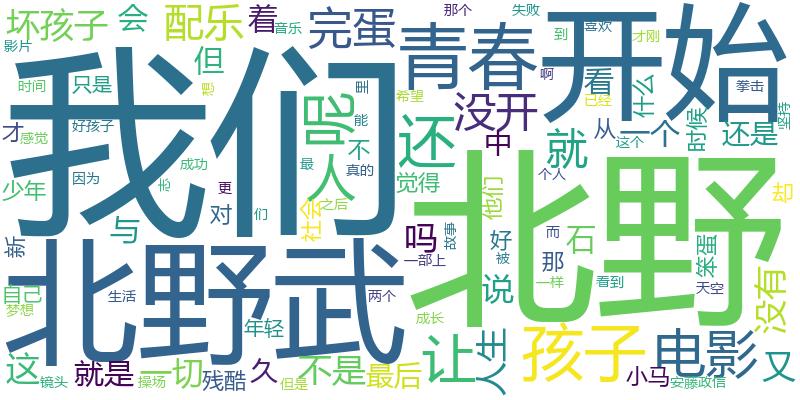 坏孩子
会
配乐
着
音乐
完蛋
青春
那个
失败
到
喜欢
才刚
开始
影片
但
看
啊
已经
什么
拳击
坚持
时间
只是
想
我们
呢
里
希望
还
没开
才
感觉
好孩子
能
不
中
就
从
一个
时候
还是
这个
成功
最
真的
人
觉得
少年
因为
走
更
们
之后
他们
个人
却
北野
与
对
社会
吗
故事
好
被
而
石
新
那
笨蛋
北野武
一部上
说
一样
看到
天空
没有
自己
梦想
生活
两个
年轻
成长
让
人生
孩子
电影
又
这
镜头
就是
操场
一切
残酷
久
但是
不是
最后
小马
安藤政信